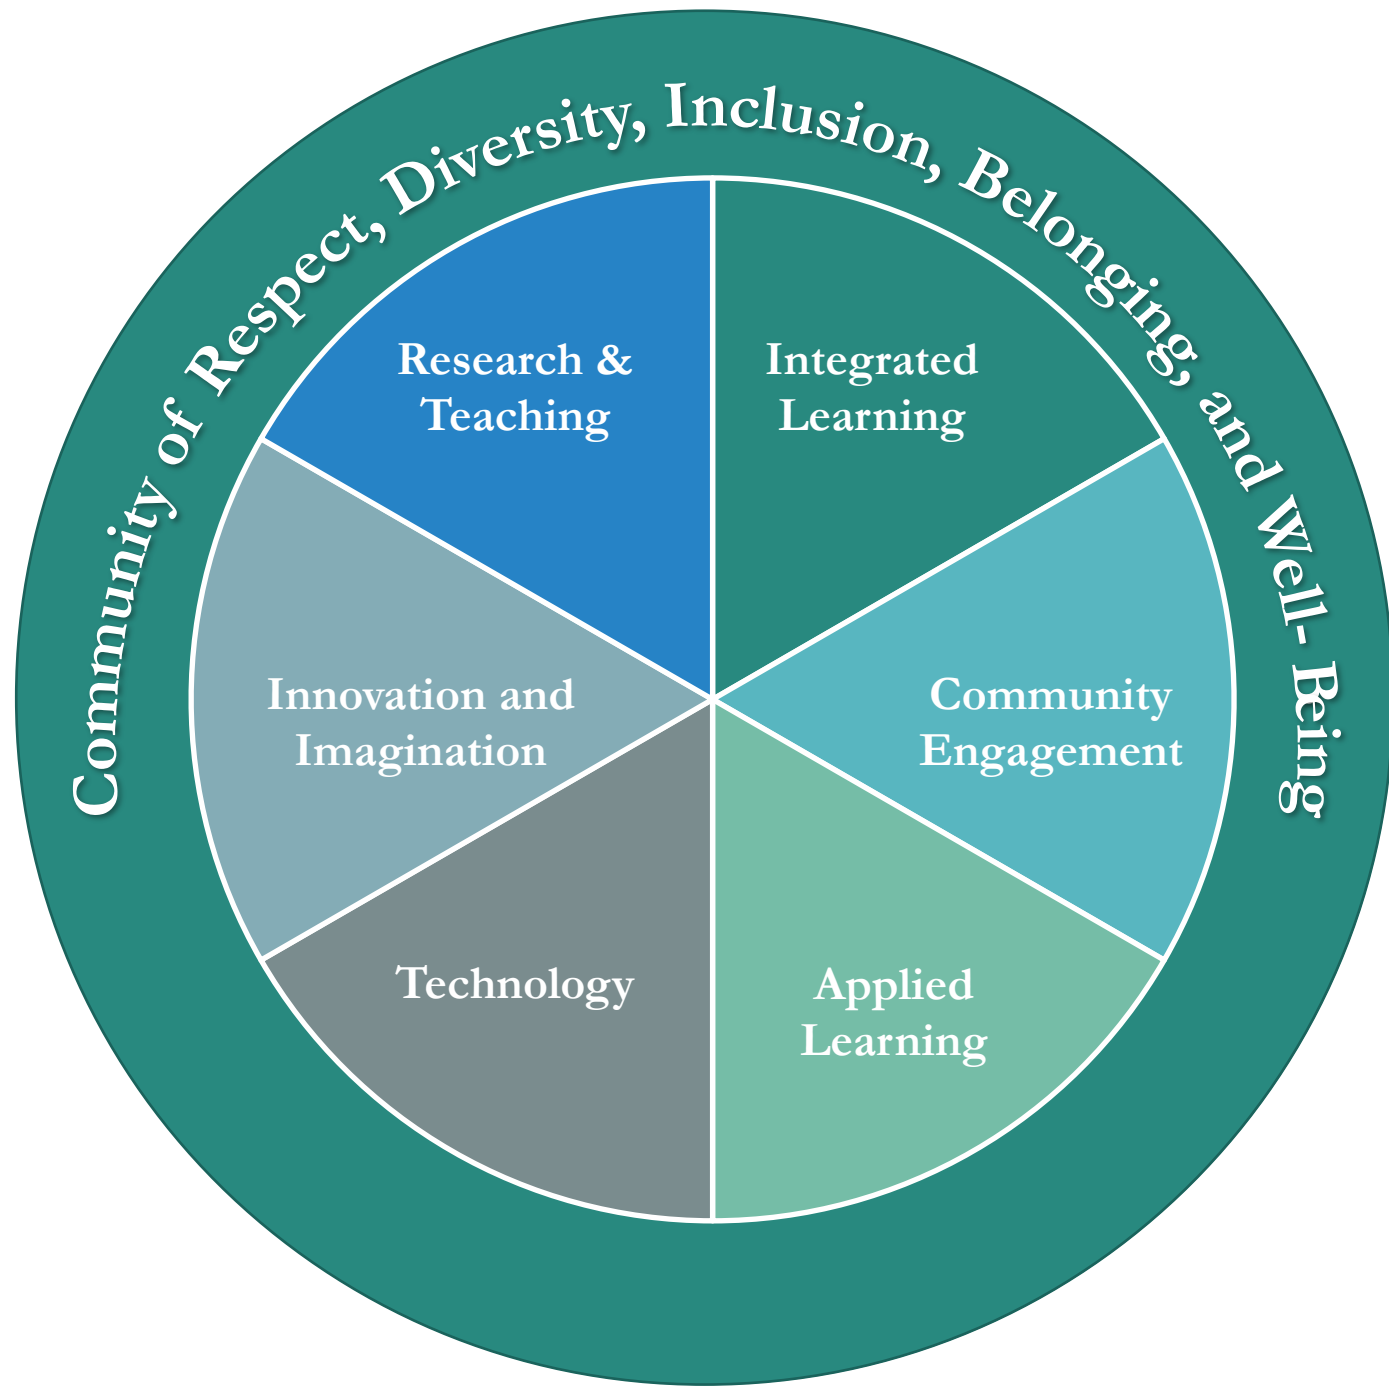 Community of Respect, Diversity, Inclusion, Belonging, and Well- Being
Research &
Teaching
Integrated
Learning
Innovation and
Imagination
Community
Engagement
Technology
Applied
Learning